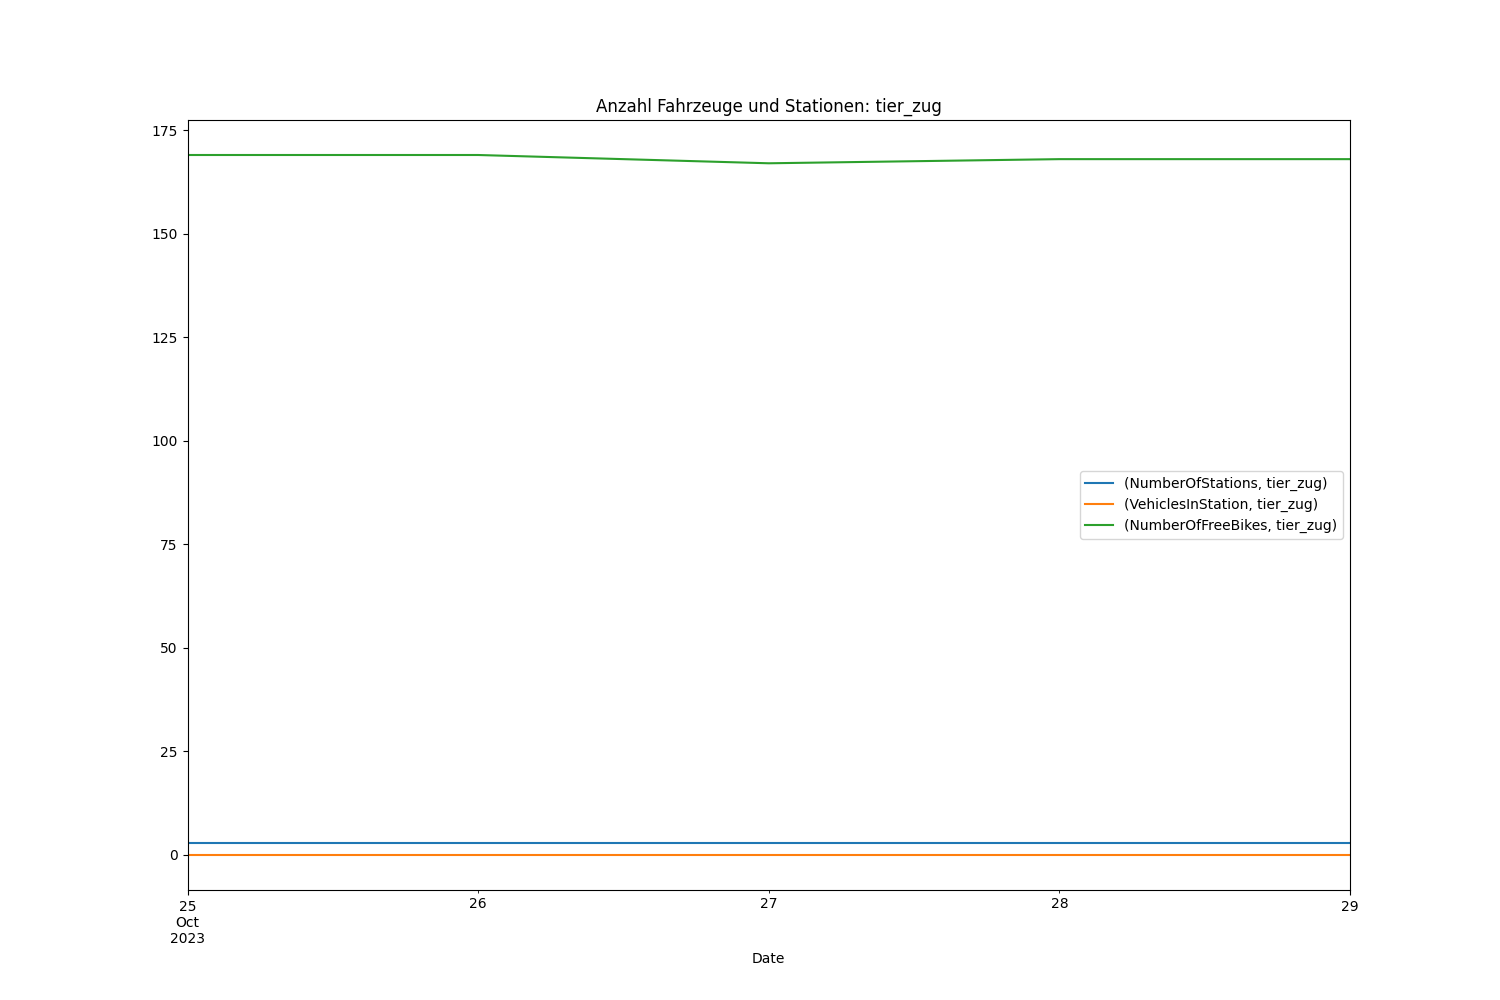 Anzahl Fahrzeuge und Stationen: tier_zug
175
150
125
100
75
50
25
0
(NumberOfStations, tier_zug)
(VehiclesInStation, tier_zug)
(NumberOfFreeBikes, tier_zug)
25 26 27 28 29
Oct
2023
Date